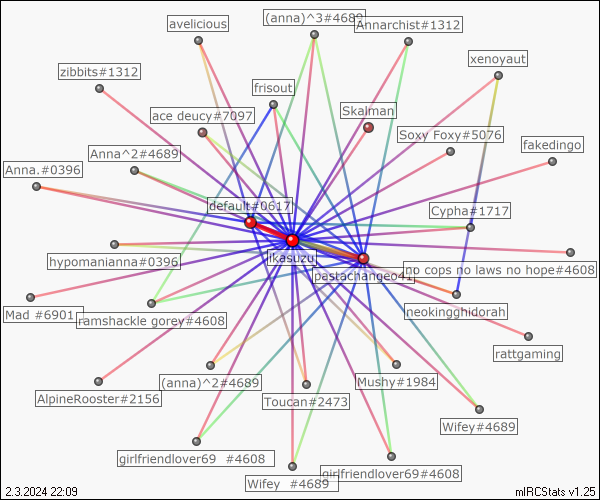 avelicious
(anna)^3#4689
Annarchist#1312
xenoyaut
zibbits#1312
frisout
ace deucy#7097
Skalman
Soxy Foxy#5076
fakedingo
Anna^2#4689
Anna.#0396
default#0617
Cypha#1717
ikasuzu
hypomanianna#0396
pastachangeo41
no cops no laws no hope#4608
Mad #6901
ramshackle gorey#4608
neokingghidorah
rattgaming
(anna)^2#4689
Mushy#1984
AlpineRooster#2156
Toucan#2473
Wifey#4689
girlfriendlover69 #4608
girlfriendlover69#4608
Wifey #4689
2.3.2024 22:09
mIRCStats v1.25